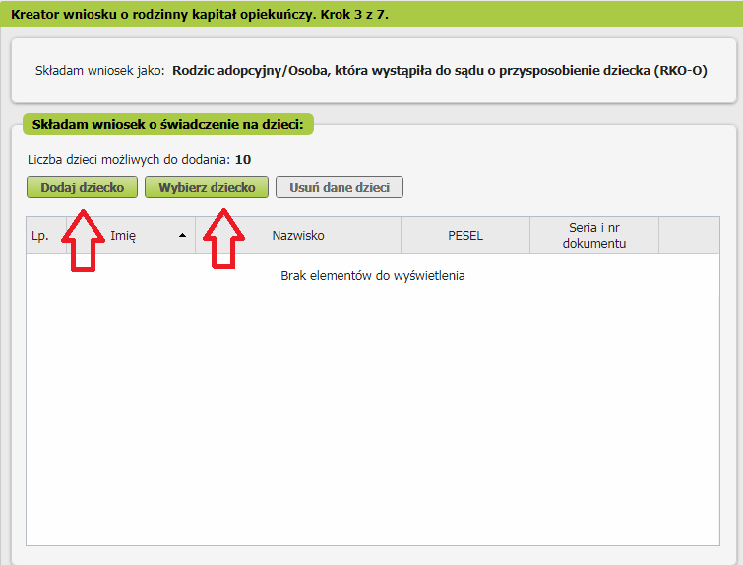 Kreator wniosku o rodzinny kapitał opiekuńczy. Krok 3 z 7.
Składam wniosek jako: Rodzic adopcyjny/Osoba, która wystąpiła do sądu o przysposobienie dziecka (RKO-O)
Składam wniosek o świadczenie na dzieci:
Liczba dzieci możliwych do dodania: 10
Dodaj dziecko Wybierz dziecko Usuń dane dzieci
Lp. Imię Nazwisko PESEL Seria i nr
dokumentu
Brak elementów do wyświetlenia